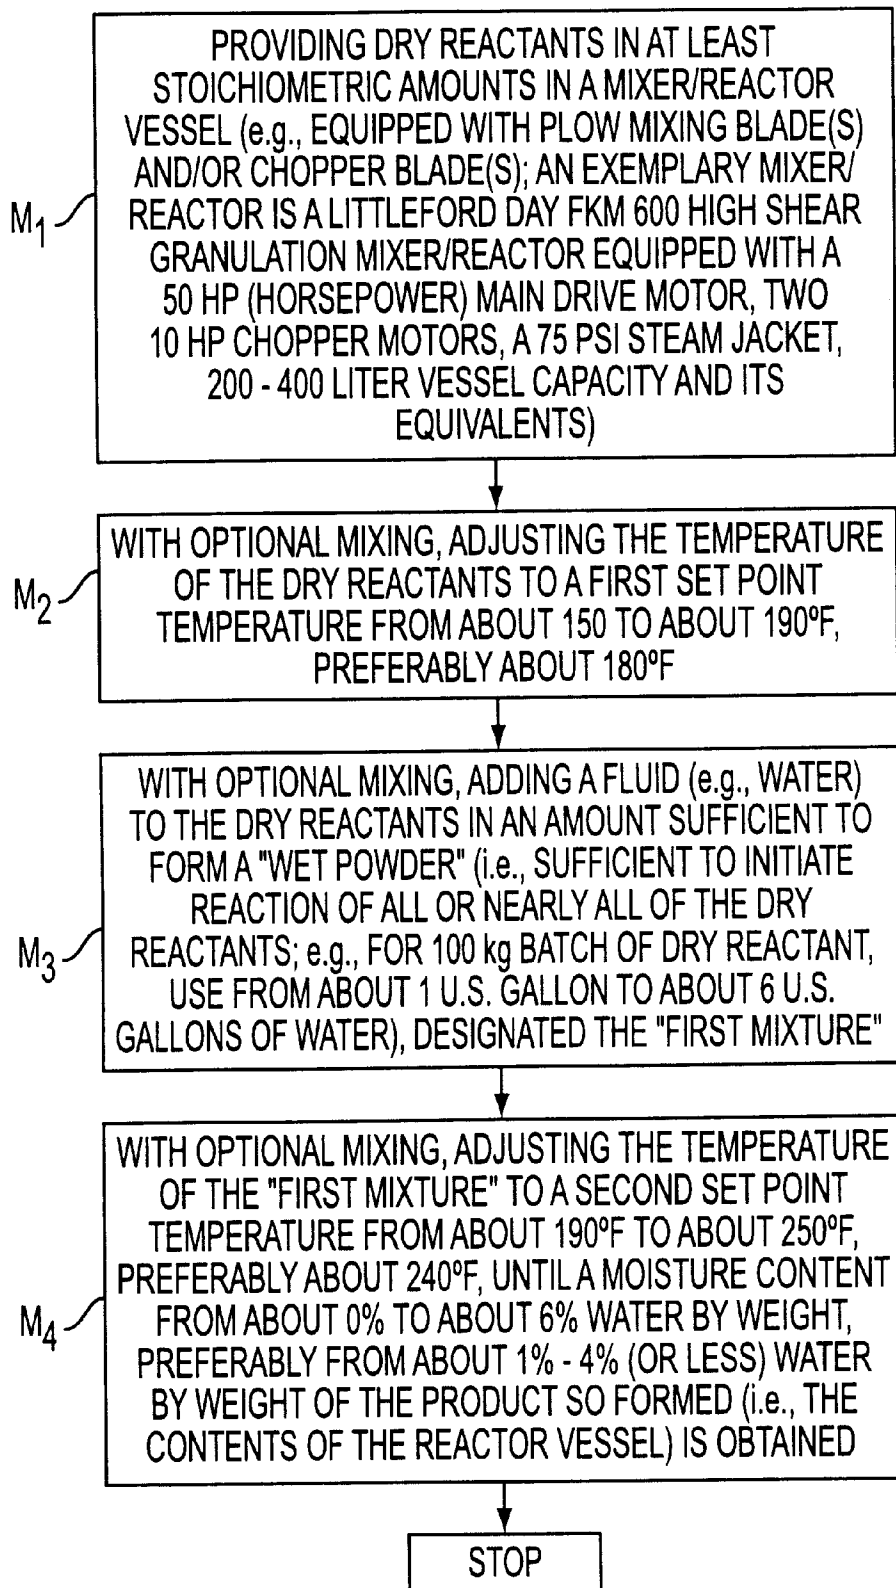 PROVIDING DRY REACTANTS IN AT LEAST
STOICHIOMETRIC AMOUNTS IN A MIXER/REACTOR
VESSEL (e.g., EQUIPPED WITH PLOW MIXING BLADE(S)
AND/OR CHOPPER BLADE(S); AN EXEMPLARY MIXER/
M1
REACTOR IS A LITTLEFORD DAY FKM 600 HIGH SHEAR
GRANULATION MIXER/REACTOR EQUIPPED WITH A
50 HP (HORSEPOWER) MAIN DRIVE MOTOR, TWO
10 HP CHOPPER MOTORS, A 75 PSI STEAM JACKET,
200 - 400 LITER VESSEL CAPACITY AND ITS
EQUIVALENTS)
WITH OPTIONAL MIXING, ADJUSTING THE TEMPERATURE
OF THE DRY REACTANTS TO A FIRST SET POINT
M2
TEMPERATURE FROM ABOUT 150 TO ABOUT 190ºF,
PREFERABLY ABOUT 180ºF
WITH OPTIONAL MIXING, ADDING A FLUID (e.g., WATER)
TO THE DRY REACTANTS IN AN AMOUNT SUFFICIENT TO
FORM A "WET POWDER" (i.e., SUFFICIENT TO INITIATE
REACTION OF ALL OR NEARLY ALL OF THE DRY
M3
REACTANTS; e.g., FOR 100 kg BATCH OF DRY REACTANT,
USE FROM ABOUT 1 U.S. GALLON TO ABOUT 6 U.S.
GALLONS OF WATER), DESIGNATED THE "FIRST MIXTURE"
WITH OPTIONAL MIXING, ADJUSTING THE TEMPERATURE
OF THE "FIRST MIXTURE" TO A SECOND SET POINT
TEMPERATURE FROM ABOUT 190ºF TO ABOUT 250ºF,
PREFERABLY ABOUT 240ºF, UNTIL A MOISTURE CONTENT
M4
FROM ABOUT 0% TO ABOUT 6% WATER BY WEIGHT,
PREFERABLY FROM ABOUT 1% - 4% (OR LESS) WATER
BY WEIGHT OF THE PRODUCT SO FORMED (i.e., THE
CONTENTS OF THE REACTOR VESSEL) IS OBTAINED
STOP